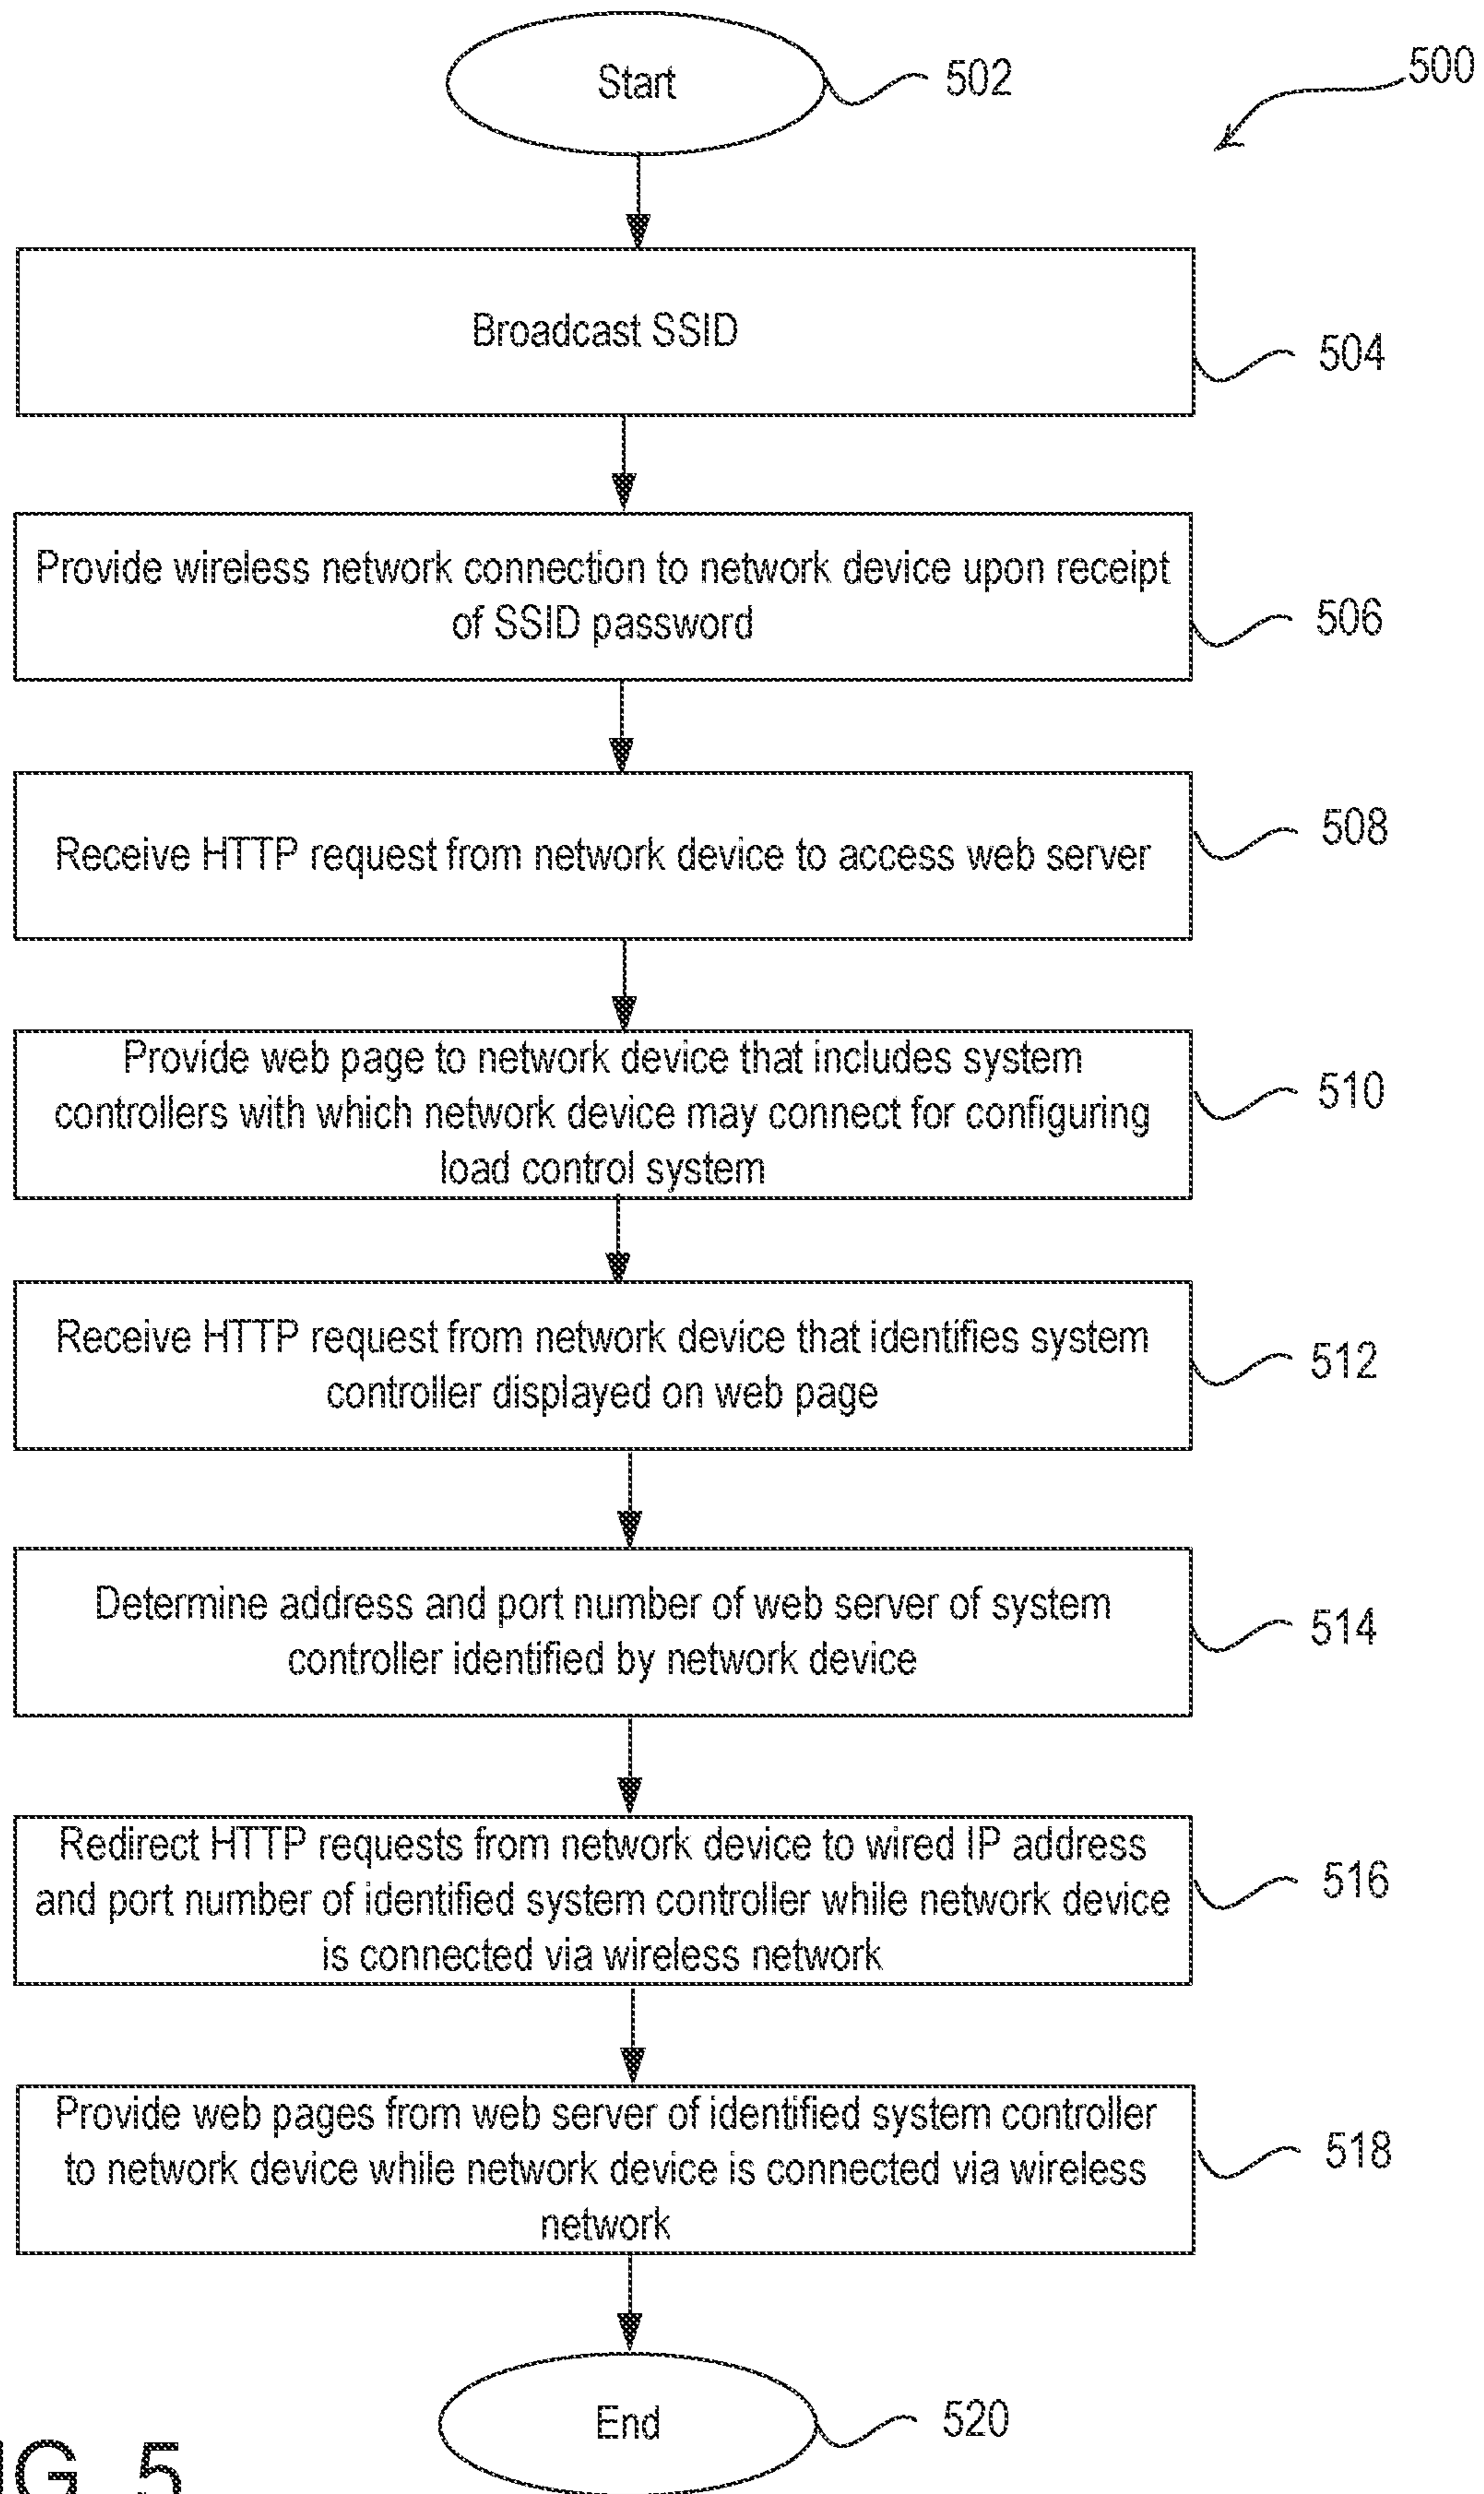 Start
502
500
Broadcast SSID
504
Provide wireless network connection to network device upon receipt
of SSID password
506
Receive HTTP request from network device to access web server
508
Provide web page to network device that includes system
controllers with which network device may connect for configuring
load control system
510
Receive HTTP request from network device that identifies system
controller displayed on web page
512
Determine address and port number of web server of system
controller identified by network device
514
Redirect HTTP requests from network device to wired IP address
and port number of identified system controller while network device
is connected via wireless network
516
Provide web pages from web server of identified system controller
to network device while network device is connected via wireless
network
518
End
520
IG. 5